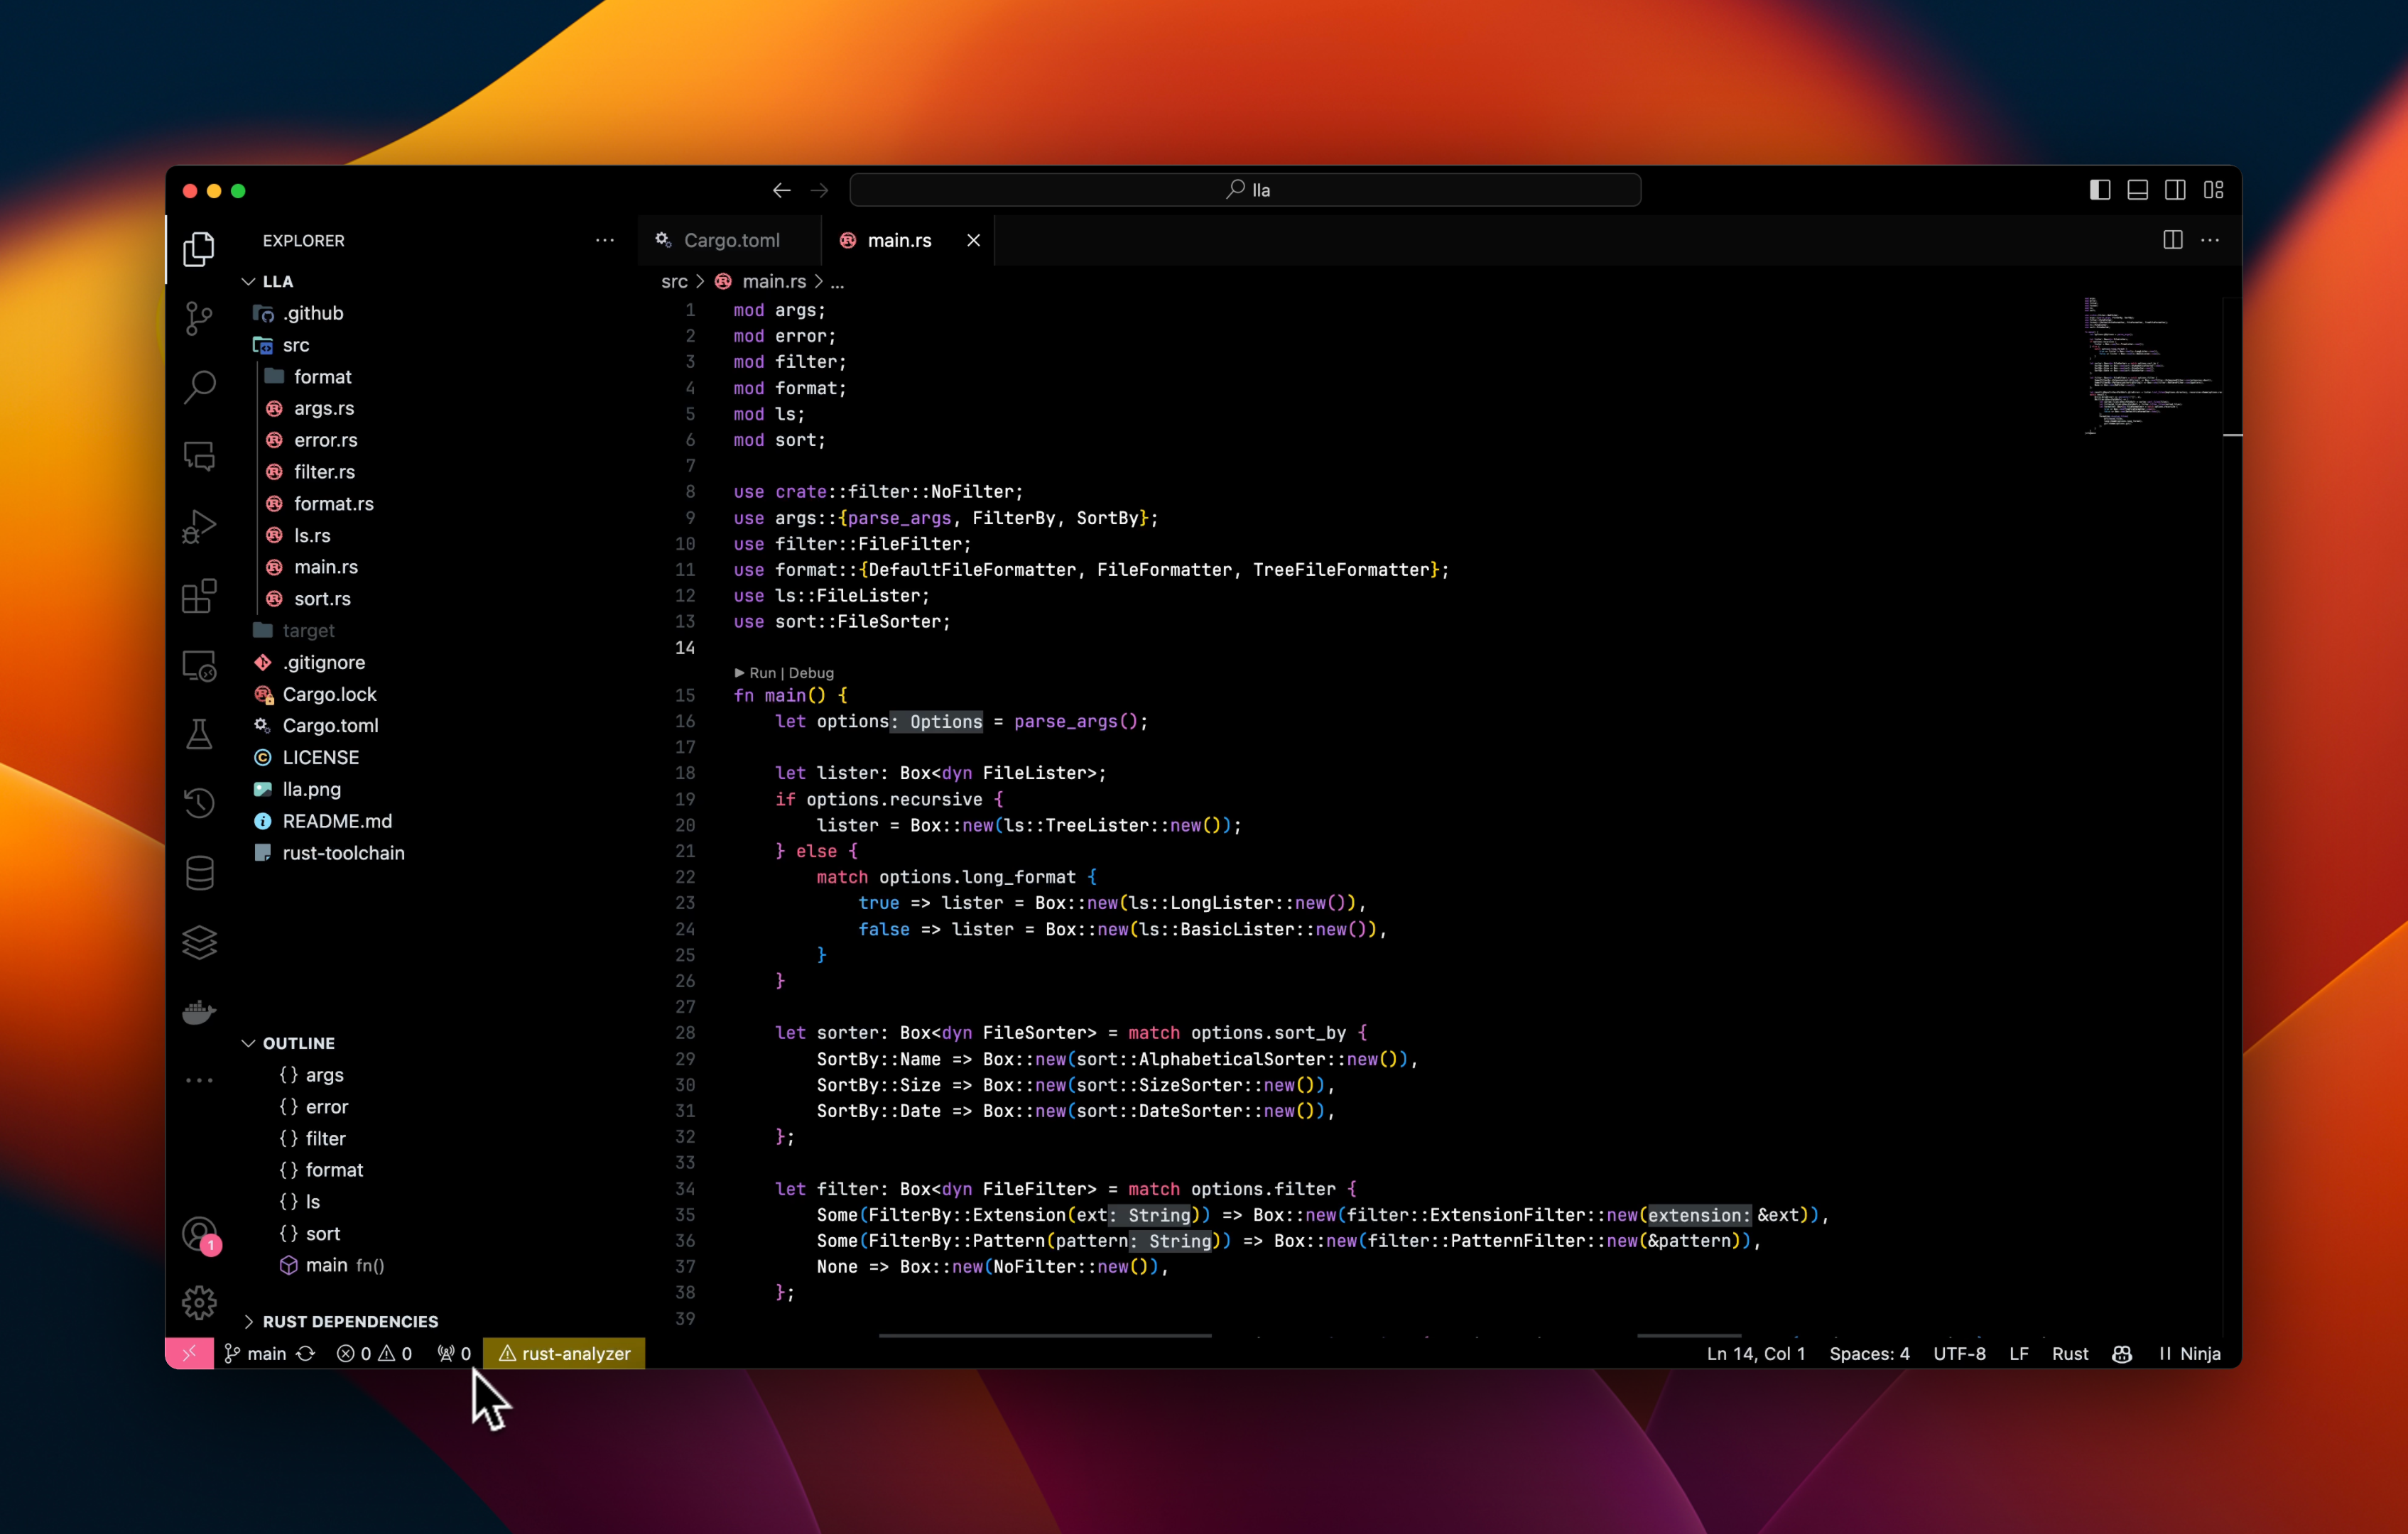 lla
EXPLORER
LLA
.github
src
format
args.rs
error.rs
filter.rs
format.rs
ls.rs
main.rs
sort.rs
target
.gitignore
Cargo.lock
Cargo.toml
LICENSE
lla.png
README.md
rust-toolchain
OUTLINE
{} args
{} error
{} filter
{} format
{} ls
{} sort
main fn()
RUST DEPENDENCIES
1
Cargo.toml
main.rs
src > main.rs > ...
1 mod args;
2 mod error;
3 mod filter;
4 mod format;
5 mod ls;
6 mod sort;
7
8 use crate::filter::NoFilter;
9 use args::{parse_args, FilterBy, SortBy};
10 use filter::FileFilter;
11 use format::{DefaultFileFormatter, FileFormatter, TreeFileFormatter};
12 use ls::FileLister;
13 use sort::FileSorter;
14
Run | Debug
15 fn main() {
16 let options: Options = parse_args();
17
18 let lister: Box<dyn FileLister>;
19 if options.recursive {
20 lister = Box::new(ls::TreeLister::new());
21 } else {
22 match options.long_format {
23 true => lister = Box::new(ls::LongLister::new()),
24 false => lister = Box::new(ls::BasicLister::new()),
25 }
26 }
27
28 let sorter: Box<dyn FileSorter> = match options.sort_by {
29 SortBy::Name => Box::new(sort::AlphabeticalSorter::new()),
30 SortBy::Size => Box::new(sort::SizeSorter::new()),
31 SortBy::Date => Box::new(sort::DateSorter::new()),
32 };
33
34 let filter: Box<dyn FileFilter> = match options.filter {
35 Some(FilterBy::Extension(ext: String)) => Box::new(filter::ExtensionFilter::new(extension: &ext)),
36 Some(FilterBy::Pattern(pattern: String)) => Box::new(filter::PatternFilter::new(&pattern)),
37 None => Box::new(NoFilter::new()),
38 };
39
main 0 0 0 rust-analyzer Ln 14, Col 1 Spaces: 4 UTF-8 LF Rust Ninja